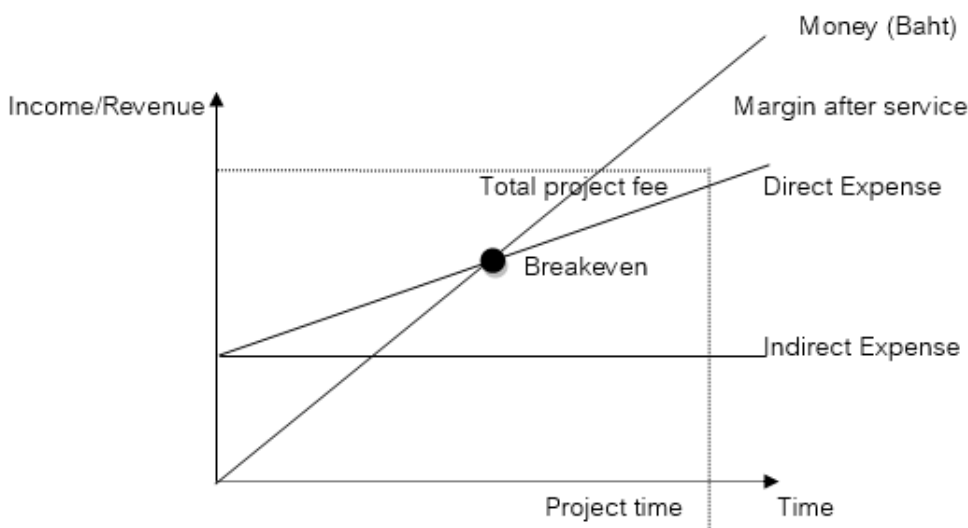 Money (Baht)
Income/Revenue
Margin after service
Total project fee
Direct Expense
Breakeven
Indirect Expense
Project time
Time